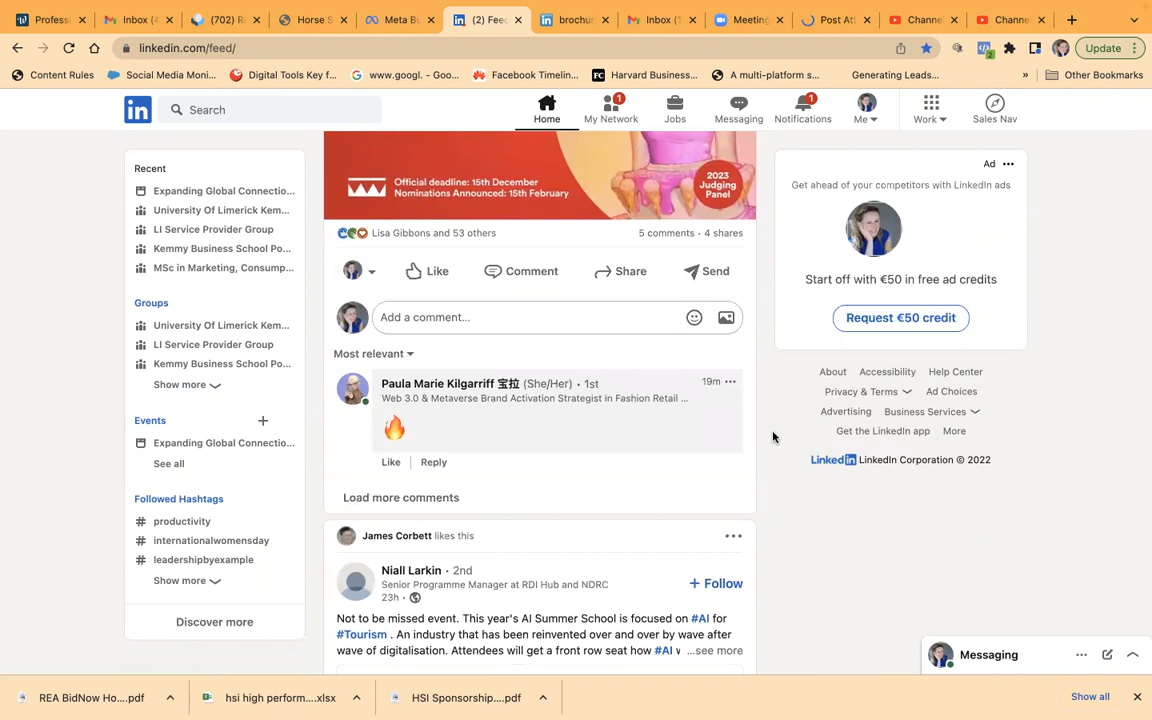 Profess
Inbox (4
(702) R
Horse S
Meta B
(2) Feed
brochur
Inbox (1
Meeting
Post At
Channe
Channe
linkedin.com/feed/
Update
Content Rules
Social Media Moni...
Digital Tools Key f...
www.googl. - Goo...
Facebook Timelin...
Harvard Business...
A multi-platform s...
Generating Leads...
»
Other Bookmarks
in Search
Home
1 My Network
Jobs
Messaging
1 Notifications
Me
Work
Sales Nav
Recent
Expanding Global Connectio...
University Of Limerick Kem...
LI Service Provider Group
Kemmy Business School Po...
MSc in Marketing, Consump...
Groups
University Of Limerick Kem...
LI Service Provider Group
Kemmy Business School Po...
Show more
Events +
Expanding Global Connectio...
See all
Followed Hashtags
# productivity
# internationalwomensday
# leadershipbyexample
Show more
Discover more
Official deadline: 15th December
Nominations Announced: 15th February
2023
Judging
Panel
Lisa Gibbons and 53 others
5 comments • 4 shares
Like
Comment
Share
Send
Add a comment...
Most relevant
Paula Marie Kilgarriff 宝拉 (She/Her) • 1st
19m
Web 3.0 & Metaverse Brand Activation Strategist in Fashion Retail ...
Like | Reply
Load more comments
James Corbett likes this
Niall Larkin • 2nd
Senior Programme Manager at RDI Hub and NDRC
23h •
+ Follow
Not to be missed event. This year's AI Summer School is focused on #AI for
#Tourism . An industry that has been reinvented over and over by wave after
wave of digitalisation. Attendees will get a front row seat how #AI v ...see more
Ad
Get ahead of your competitors with LinkedIn ads
Start off with €50 in free ad credits
Request €50 credit
About Accessibility Help Center
Privacy & Terms Ad Choices
Advertising Business Services
Get the LinkedIn app More
LinkedIn LinkedIn Corporation © 2022
Messaging
REA BidNow Ho....pdf
hsi high perform....xlsx
HSI Sponsorship....pdf
Show all